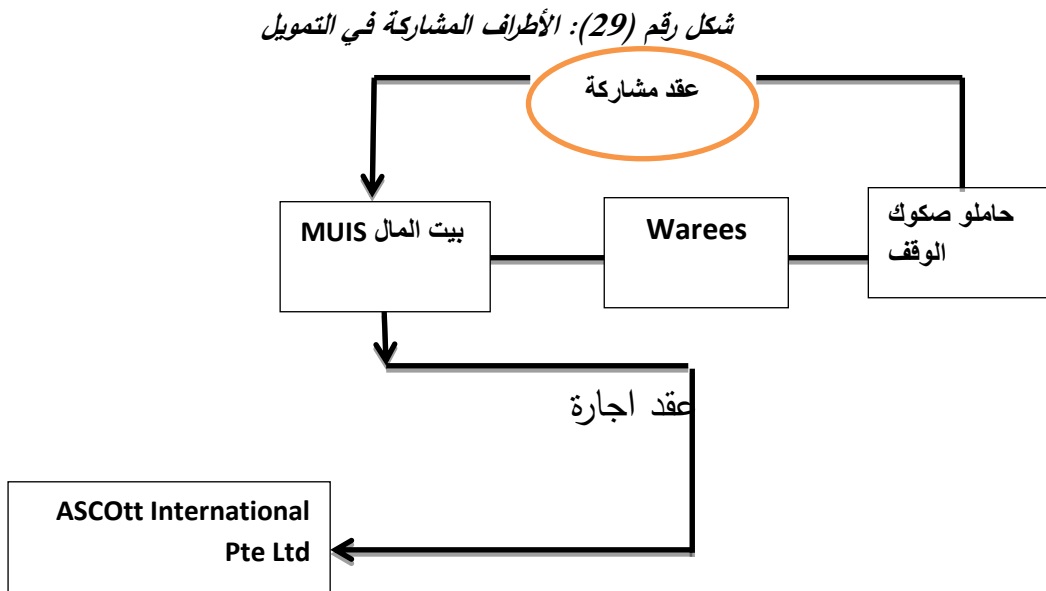 شكل رقم (29): الأطراف المشاركة في التمويل
عقد مشاركة
حاملو صكوك
الوقف
Warees
بيت المال MUIS
عقد اجارة
ASCOtt International
Pte Ltd